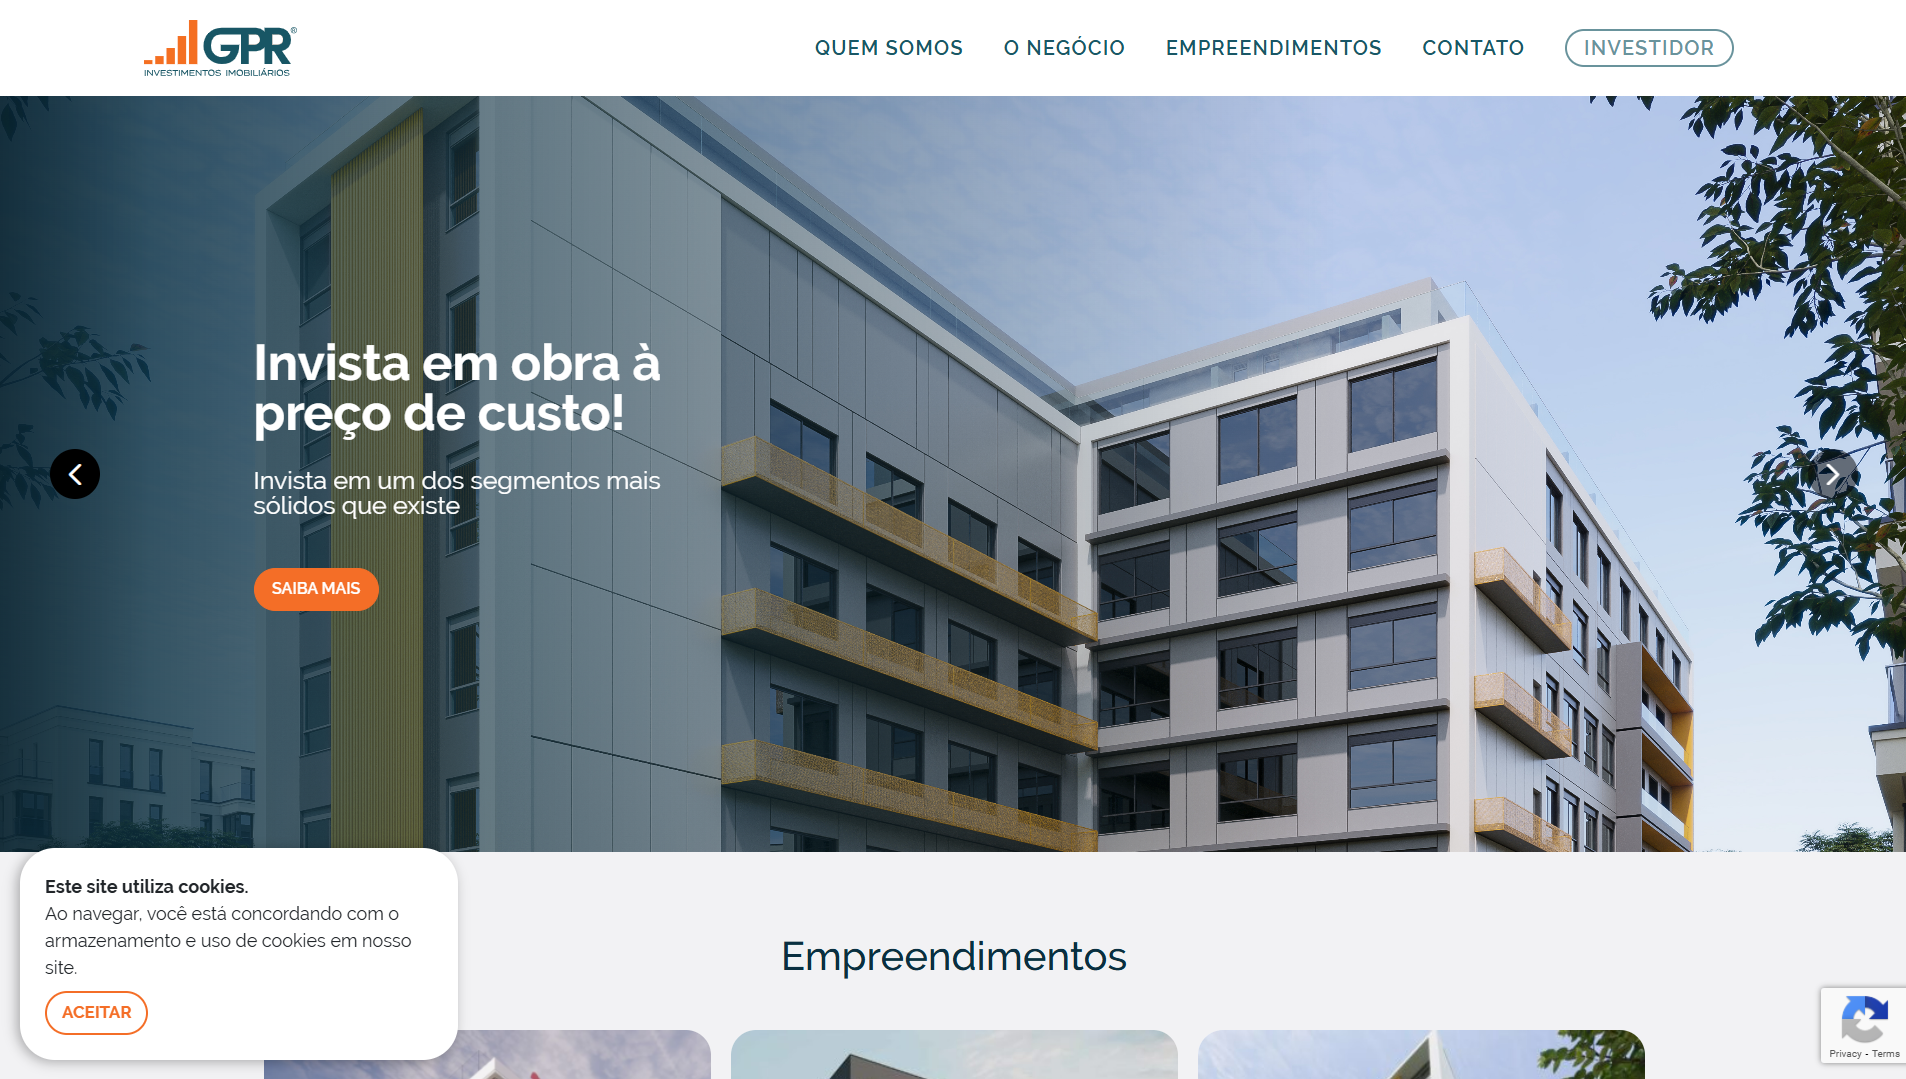 GPR®
INVESTIMENTOS IMOBILIÁRIOS
QUEM SOMOS
O NEGÓCIO
EMPREENDIMENTOS
CONTATO
INVESTIDOR
Invista em obra à
preço de custo!
Invista em um dos segmentos mais
sólidos que existe
SAIBA MAIS
Este site utiliza cookies.
Ao navegar, você está concordando com o
armazenamento e uso de cookies em nosso
site.
ACEITAR
Empreendimentos
Privacy - Terms